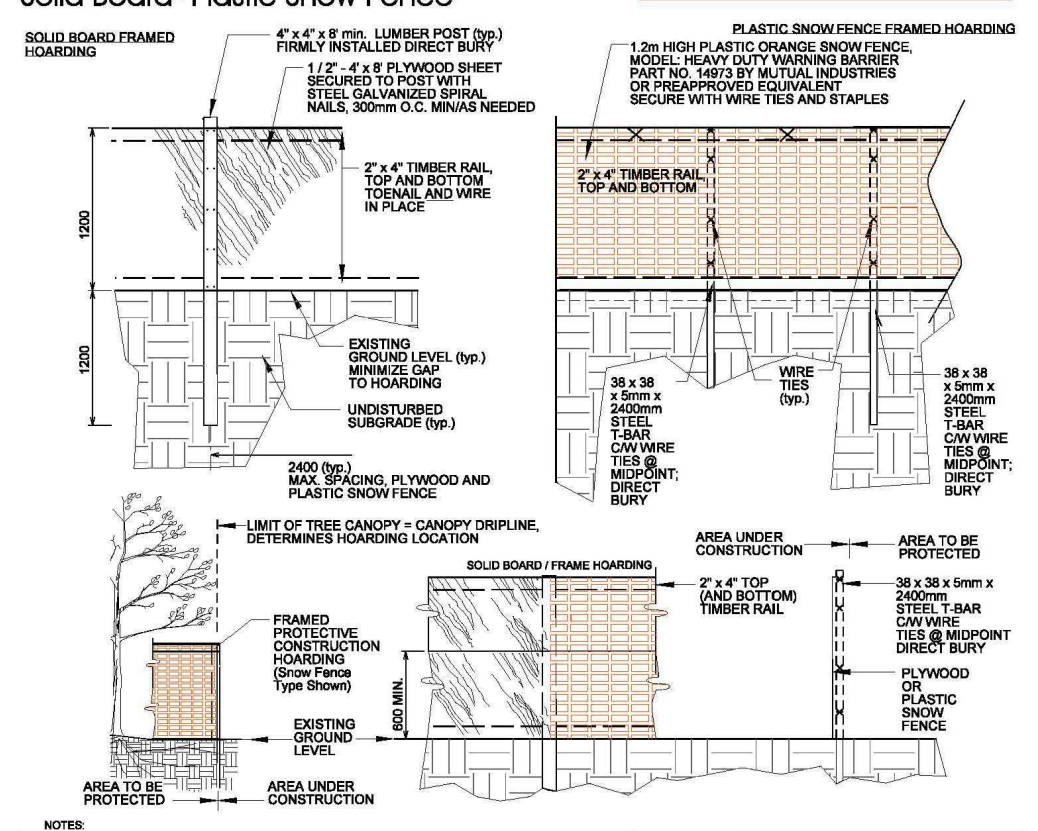 Solid Board- Plastic Snow Fence
SOLID BOARD FRAMED
HOARDING
4" x 4" x 8' min. LUMBER POST (typ.)
FIRMLY INSTALLED DIRECT BURY
1 / 2" - 4' x 8' PLYWOOD SHEET
SECURED TO POST WITH
STEEL GALVANIZED SPIRAL
NAILS, 300mm O.C. MIN/AS NEEDED
2" x 4" TIMBER RAIL,
TOP AND BOTTOM
TOENAIL AND WIRE
IN PLACE
1200
1200
EXISTING
GROUND LEVEL (typ.)
MINIMIZE GAP
TO HOARDING
UNDISTURBED
SUBGRADE (typ.)
2400 (typ.)
MAX. SPACING, PLYWOOD AND
PLASTIC SNOW FENCE
PLASTIC SNOW FENCE FRAMED HOARDING
1.2m HIGH PLASTIC ORANGE SNOW FENCE,
MODEL: HEAVY DUTY WARNING BARRIER
PART NO. 14973 BY MUTUAL INDUSTRIES
OR PREAPPROVED EQUIVALENT
SECURE WITH WIRE TIES AND STAPLES
2" x 4" TIMBER RAIL,
TOP AND BOTTOM
38 x 38
x 5mm x
2400mm
STEEL
T-BAR
C/W WIRE
TIES @
MIDPOINT;
DIRECT
BURY
WIRE
TIES
(typ.)
38 x 38
x 5mm x
2400mm
STEEL
T-BAR
C/W WIRE
TIES @
MIDPOINT;
DIRECT
BURY
LIMIT OF TREE CANOPY = CANOPY DRIPLINE,
DETERMINES HOARDING LOCATION
FRAMED
PROTECTIVE
CONSTRUCTION
HOARDING
(Snow Fence
Type Shown)
EXISTING
GROUND
LEVEL
AREA TO BE
PROTECTED
AREA UNDER
CONSTRUCTION
SOLID BOARD / FRAME HOARDING
2" x 4" TOP
(AND BOTTOM)
TIMBER RAIL
600 MIN.
AREA UNDER
CONSTRUCTION
AREA TO BE
PROTECTED
38 x 38 x 5mm x
2400mm
STEEL T-BAR
C/W WIRE
TIES @ MIDPOINT
DIRECT BURY
PLYWOOD
OR
PLASTIC
SNOW
FENCE
NOTES: